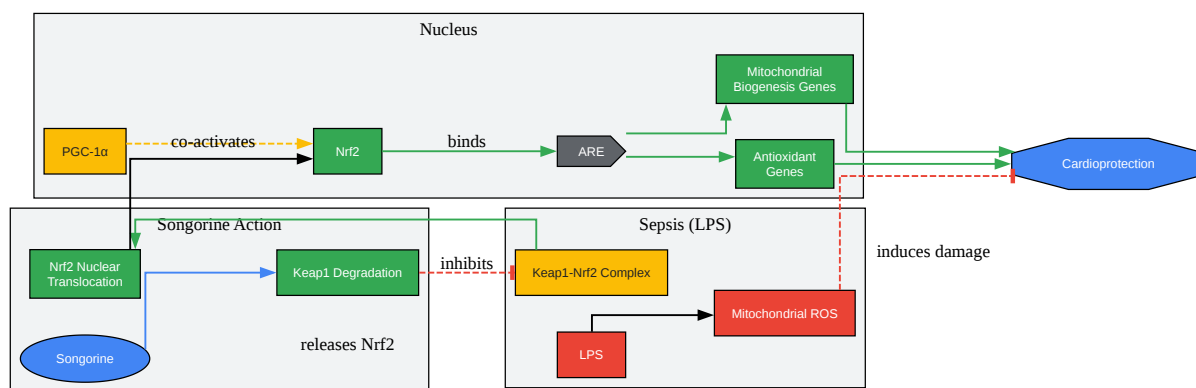 Nucleus
Mitochondrial
Biogenesis Genes
PGC-1α
co-activates
Nrf2
binds
ARE
Antioxidant
Genes
Cardioprotection
Songorine Action
Sepsis (LPS)
Nrf2 Nuclear
Translocation
Keap1 Degradation
inhibits
Keap1-Nrf2 Complex
induces damage
Mitochondrial ROS
releases Nrf2
Songorine
LPS